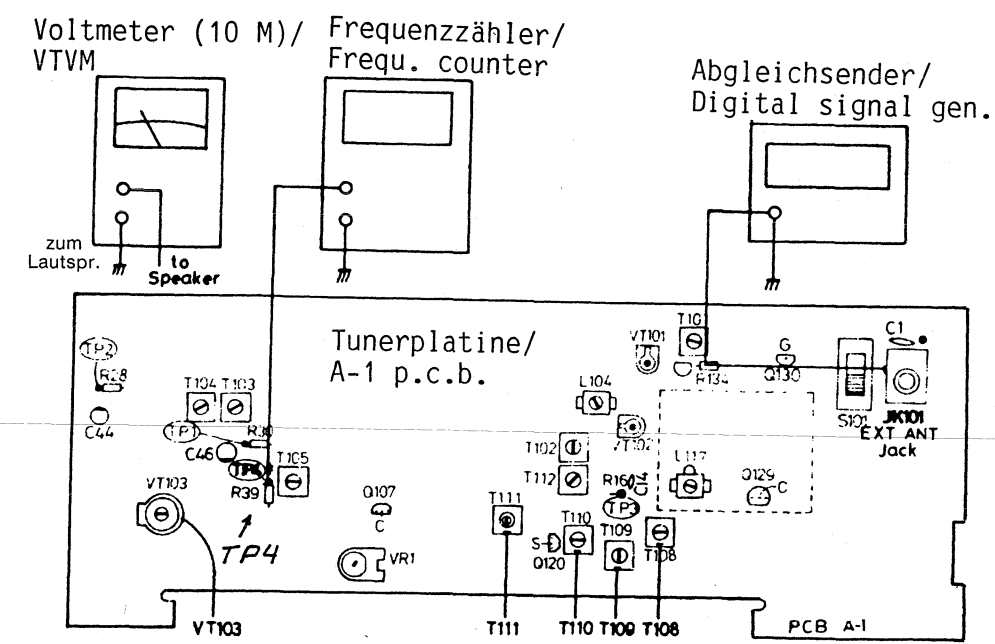 Voltmeter (10 M)/
VTVM
Frequenzzähler/
Frequ. counter
Abgleichsender/
Digital signal gen.
zum
Lautspr.
to
Speaker
Tunerplatine/
A-1 p.c.b.
TP2
R28
C44
T104
T103
TP1
R30
C46
R39
T105
TP4
VT103
Q107
C
VR1
VT101
L104
VT102
T102
T112
R134
G
Q130
C1
S101
JK101
EXT ANT
Jack
L117
Q129
C
R16
C14
TP3
T111
T110
T109
T108
S
Q120
VT103
T111
T110
T109
T108
PCB A-1